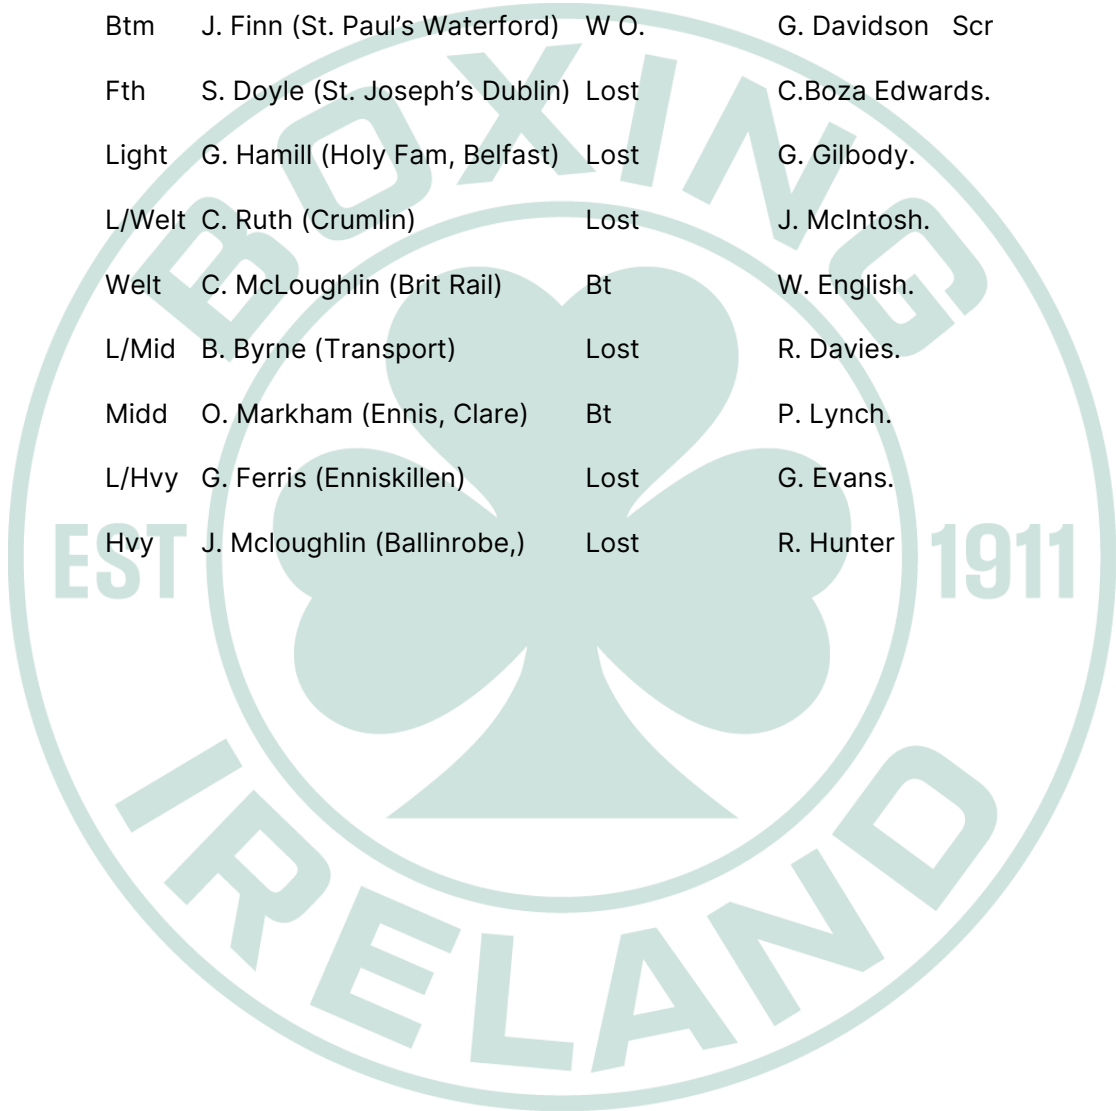 Btm J. Finn (St. Paul’s Waterford) W O. G. Davidson Scr
Fth S. Doyle (St. Joseph’s Dublin) Lost C.Boza Edwards.
Light G. Hamill (Holy Fam, Belfast) Lost G. Gilbody.
L/Welt C. Ruth (Crumlin) Lost J. McIntosh.
Welt C. McLoughlin (Brit Rail) Bt W. English.
L/Mid B. Byrne (Transport) Lost R. Davies.
Midd O. Markham (Ennis, Clare) Bt P. Lynch.
L/Hvy G. Ferris (Enniskillen) Lost G. Evans.
Hvy J. Mcloughlin (Ballinrobe,) Lost R. Hunter
BOXING
EST 1911
IRELAND